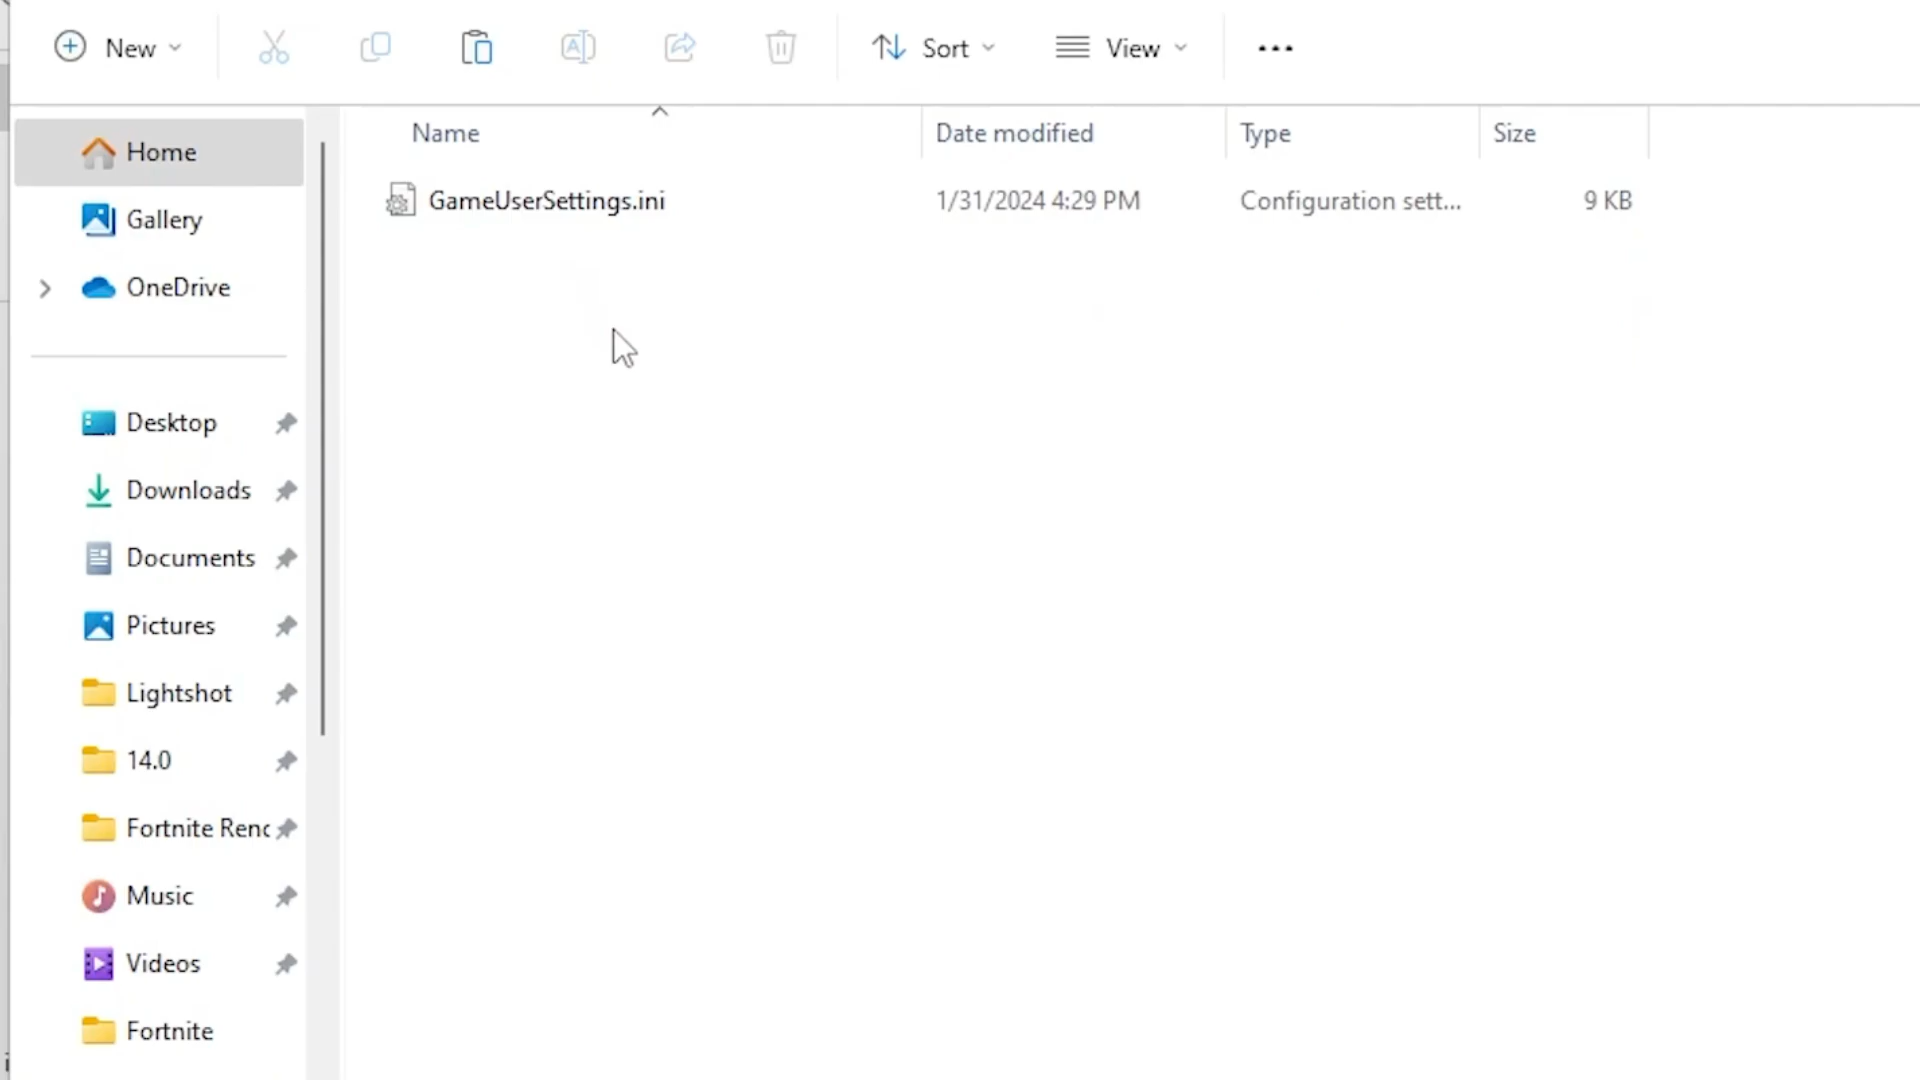 New
Sort
View
Name
Date modified
Type
Size
GameUserSettings.ini
1/31/2024 4:29 PM
Configuration sett...
9 KB
Home
Gallery
OneDrive
Desktop
Downloads
Documents
Pictures
Lightshot
14.0
Fortnite Renc
Music
Videos
Fortnite